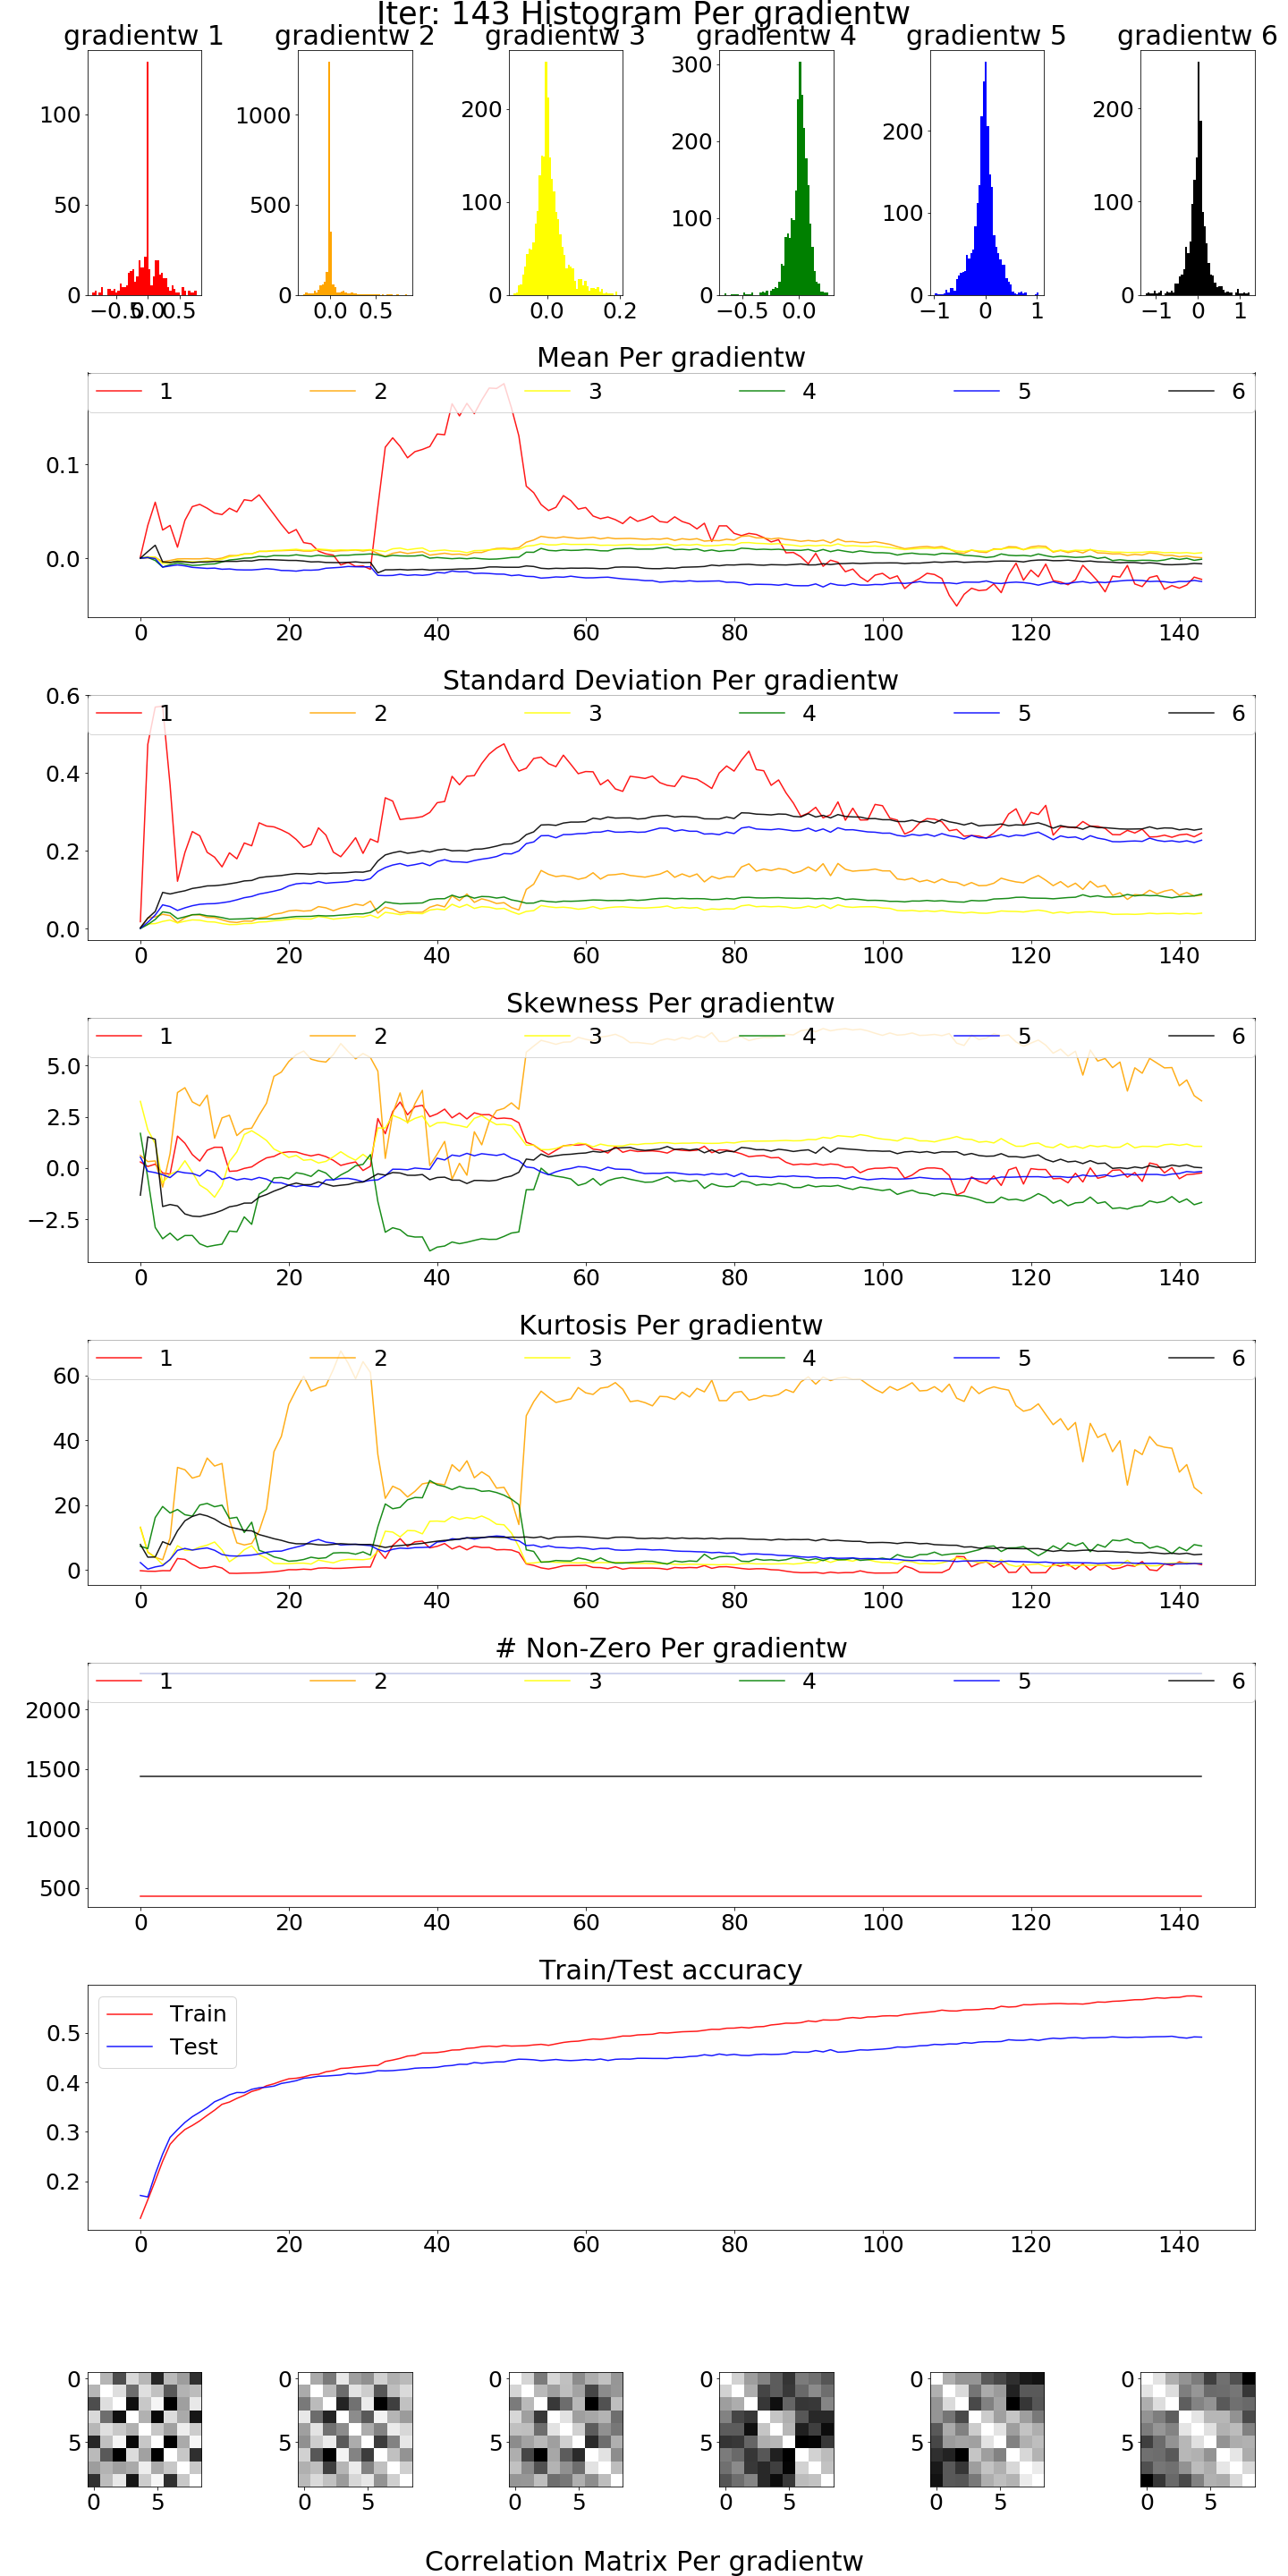 Iter: 143 Histogram Per gradientw
gradientw 1 gradientw 2 gradientw 3 gradientw 4 gradientw 5 gradientw 6
100 50 0
−0.5 0.0 0.5
1000 500 0
0.0 0.5
200 100 0
0.0 0.2
300 200 100 0
−0.5 0.0
200 100 0
−1 0 1
200 100 0
−1 0 1
Mean Per gradientw
1 2 3 4 5 6
0.1
0.0
0 20 40 60 80 100 120 140
Standard Deviation Per gradientw
0.6
1 2 3 4 5 6
0.4
0.2
0.0
0 20 40 60 80 100 120 140
Skewness Per gradientw
1 2 3 4 5 6
5.0
2.5
0.0
−2.5
0 20 40 60 80 100 120 140
Kurtosis Per gradientw
1 2 3 4 5 6
60
40
20
0
0 20 40 60 80 100 120 140
# Non-Zero Per gradientw
1 2 3 4 5 6
2000
1500
1000
500
0 20 40 60 80 100 120 140
Train/Test accuracy
Train
Test
0.5
0.4
0.3
0.2
0 20 40 60 80 100 120 140
0 0 0 0 0 0
5 5 5 5 5 5
0 5 0 5 0 5 0 5 0 5 0 5
Correlation Matrix Per gradientw